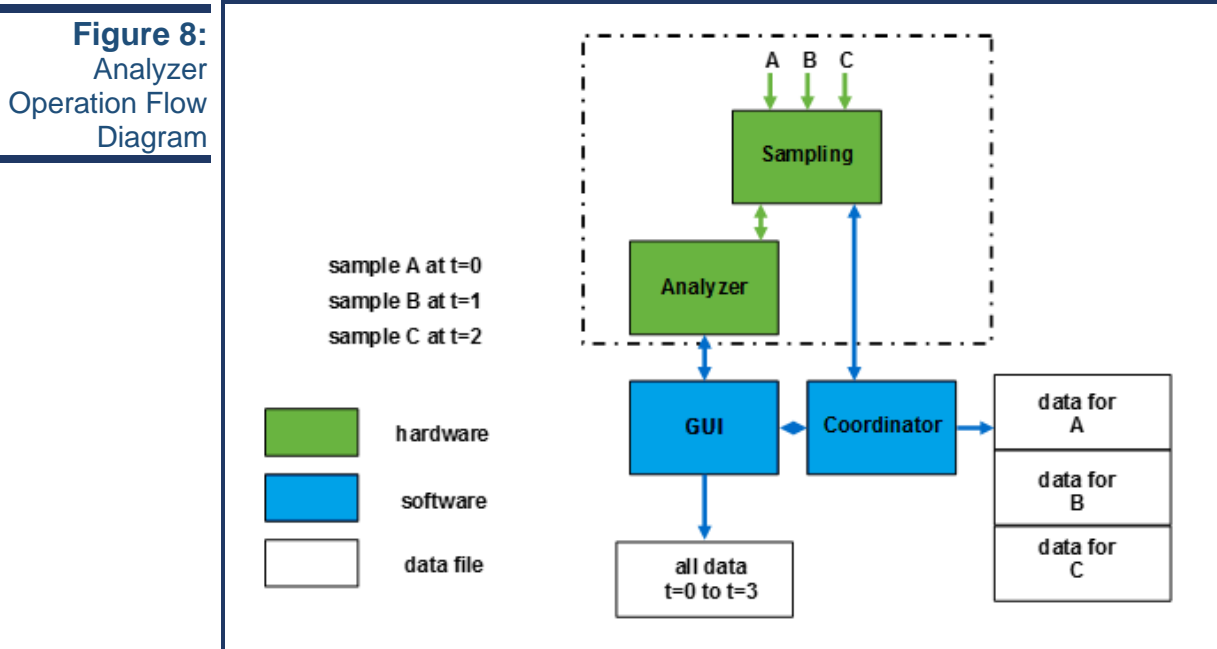 Figure 8:
Analyzer
Operation Flow
Diagram
A B C
Sampling
Analyzer
sample A at t=0
sample B at t=1
sample C at t=2
GUI
Coordinator
data for
A
data for
B
data for
C
hardware
software
data file
all data
t=0 to t=3